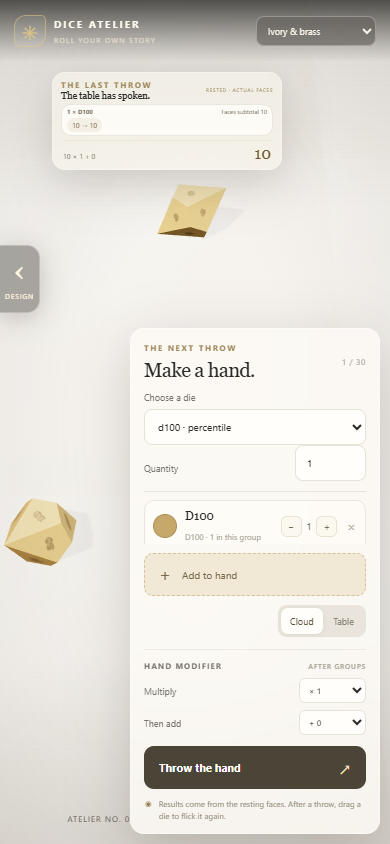 DICE ATELIER
ROLL YOUR OWN STORY
Ivory & brass
THE LAST THROW
The table has spoken.
RESTED · ACTUAL FACES
1 × D100
Faces subtotal 10
10 → 10
10 × 1 + 0
10
DESIGN
THE NEXT THROW
Make a hand.
1 / 30
Choose a die
d100 · percentile
Quantity
1
D100
D100 · 1 in this group
− 1 + ×
+ Add to hand
Cloud
Table
HAND MODIFIER
AFTER GROUPS
Multiply
× 1
Then add
+ 0
Throw the hand ↗
Results come from the resting faces. After a throw, drag a
die to flick it again.
ATELIER NO. 0